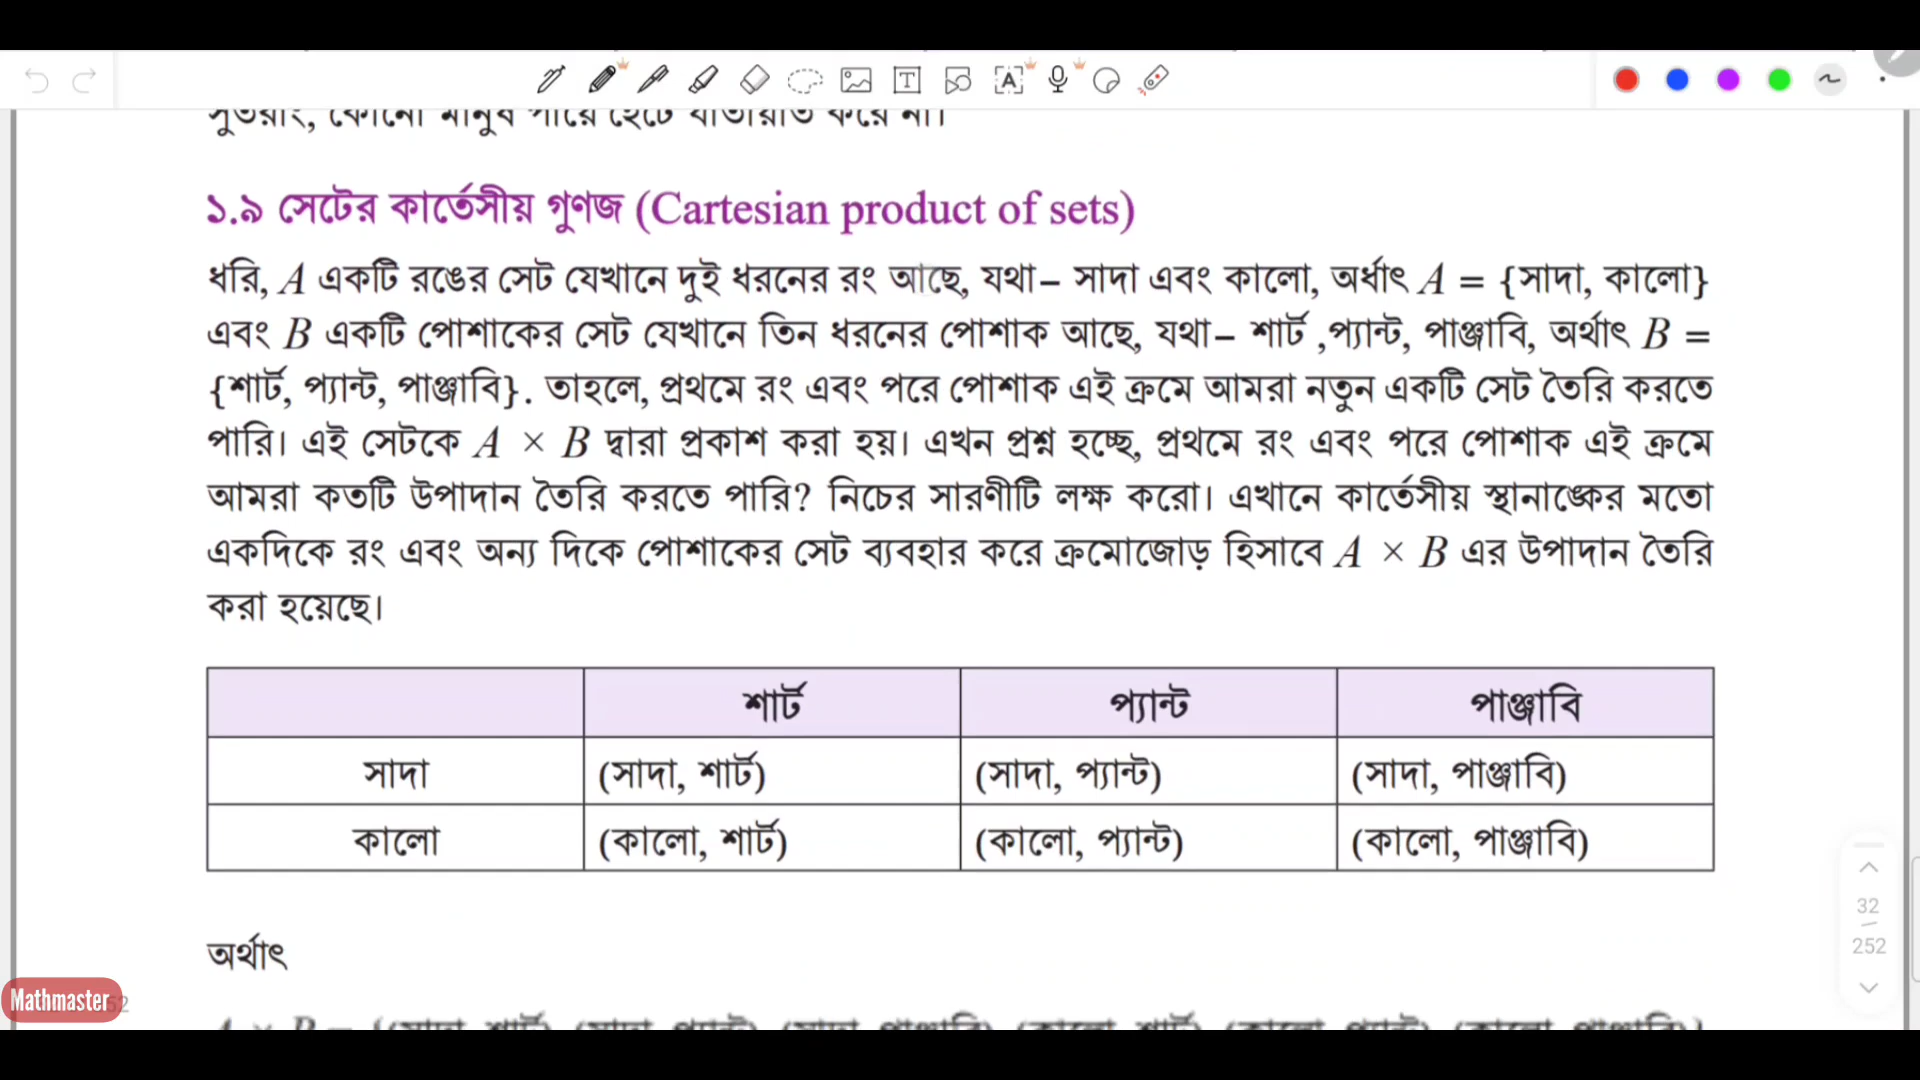 সুতরাং, কোনো মানুষ পায়ে হেঁটে যাতায়াত করে না।
১.৯ সেটের কার্তেসীয় গুণজ (Cartesian product of sets)
ধরি, A একটি রঙের সেট যেখানে দুই ধরনের রং আছে, যথা– সাদা এবং কালো, অর্থাৎ A = {সাদা, কালো}
এবং B একটি পোশাকের সেট যেখানে তিন ধরনের পোশাক আছে, যথা– শার্ট ,প্যান্ট, পাঞ্জাবি, অর্থাৎ B =
{শার্ট, প্যান্ট, পাঞ্জাবি}. তাহলে, প্রথমে রং এবং পরে পোশাক এই ক্রমে আমরা নতুন একটি সেট তৈরি করতে
পারি। এই সেটকে A × B দ্বারা প্রকাশ করা হয়। এখন প্রশ্ন হচ্ছে, প্রথমে রং এবং পরে পোশাক এই ক্রমে
আমরা কতটি উপাদান তৈরি করতে পারি? নিচের সারণীটি লক্ষ করো। এখানে কার্তেসীয় স্থানাঙ্কের মতো
একদিকে রং এবং অন্য দিকে পোশাকের সেট ব্যবহার করে ক্রমোজোড় হিসাবে A × B এর উপাদান তৈরি
করা হয়েছে।
শার্ট প্যান্ট পাঞ্জাবি
সাদা (সাদা, শার্ট) (সাদা, প্যান্ট) (সাদা, পাঞ্জাবি)
কালো (কালো, শার্ট) (কালো, প্যান্ট) (কালো, পাঞ্জাবি)
অর্থাৎ
A × B = {(সাদা, শার্ট), (সাদা, প্যান্ট), (সাদা, পাঞ্জাবি), (কালো, শার্ট), (কালো, প্যান্ট), (কালো, পাঞ্জাবি)}
32
252
Mathmaster